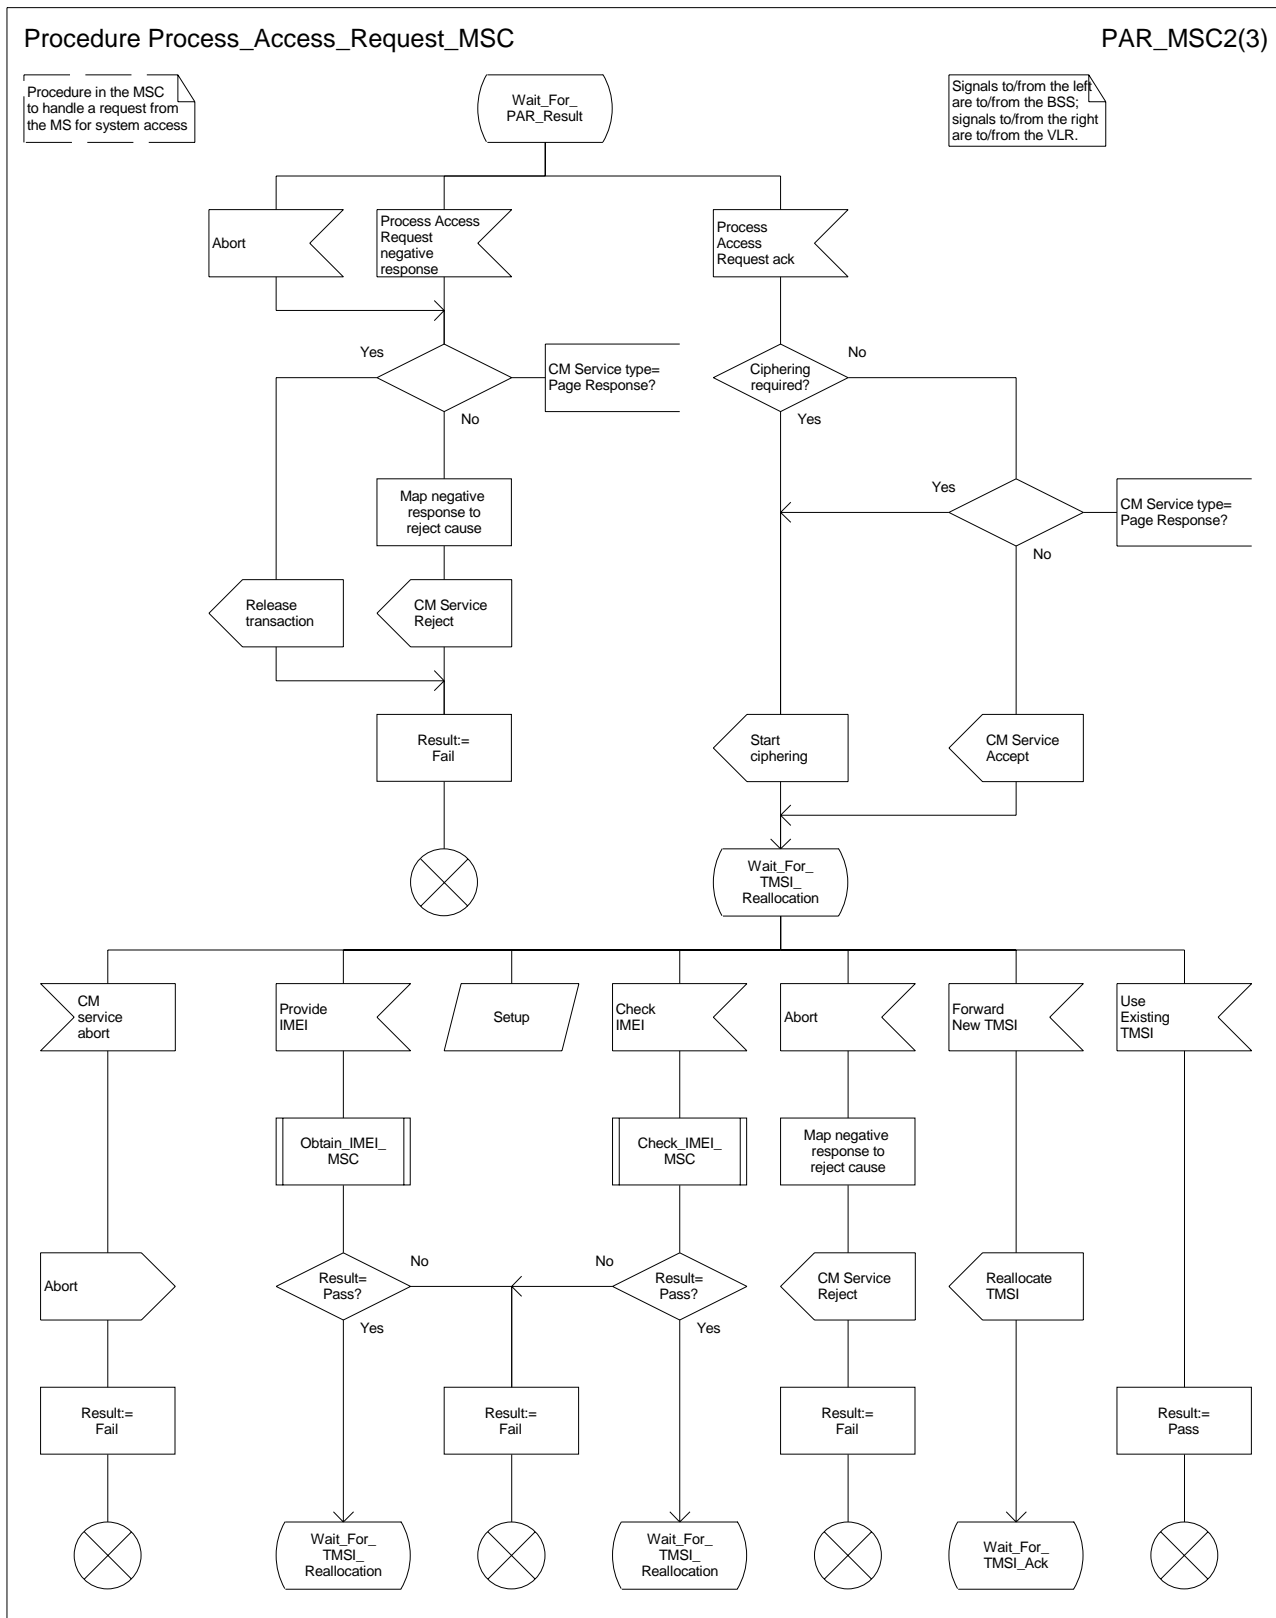 Procedure Process_Access_Request_MSC
PAR_MSC2(3)
Procedure in the MSC
to handle a request from
the MS for system access
Wait_For_
PAR_Result
Signals to/from the left
are to/from the BSS;
signals to/from the right
are to/from the VLR.
Abort
Process Access
Request
negative
response
Process
Access
Request ack
Yes
CM Service type=
Page Response?
No
Ciphering
required?
No
Yes
Map negative
response to
reject cause
Yes
CM Service type=
Page Response?
No
Release
transaction
CM Service
Reject
Result:=
Fail
Start
ciphering
CM Service
Accept
Wait_For_
TMSI_
Reallocation
CM
service
abort
Provide
IMEI
Setup
Check
IMEI
Abort
Forward
New TMSI
Use
Existing
TMSI
Obtain_IMEI_
MSC
Check_IMEI_
MSC
Map negative
response to
reject cause
Abort
Result=
Pass?
No
Yes
No
Result=
Pass?
Yes
CM Service
Reject
Reallocate
TMSI
Result:=
Fail
Result:=
Fail
Result:=
Fail
Result:=
Pass
Wait_For_
TMSI_
Reallocation
Wait_For_
TMSI_
Reallocation
Wait_For_
TMSI_Ack